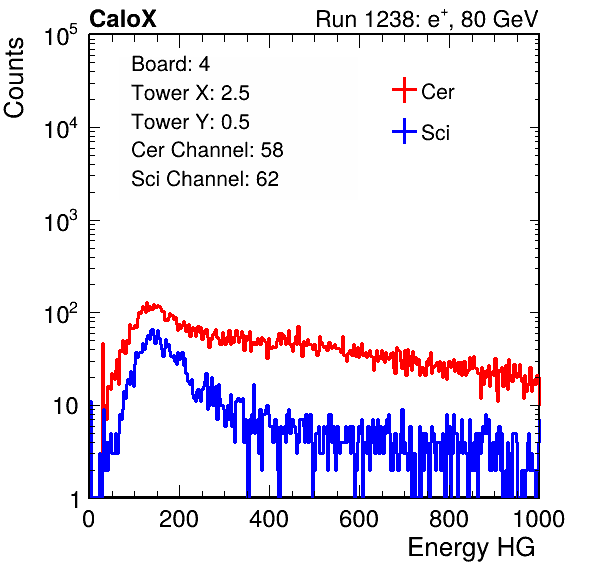 CaloX
Run 1238: e+, 80 GeV
Counts
10^5
10^4
10^3
10^2
10
1
Board: 4
Tower X: 2.5
Tower Y: 0.5
Cer Channel: 58
Sci Channel: 62
Cer
Sci
0 200 400 600 800 1000
Energy HG